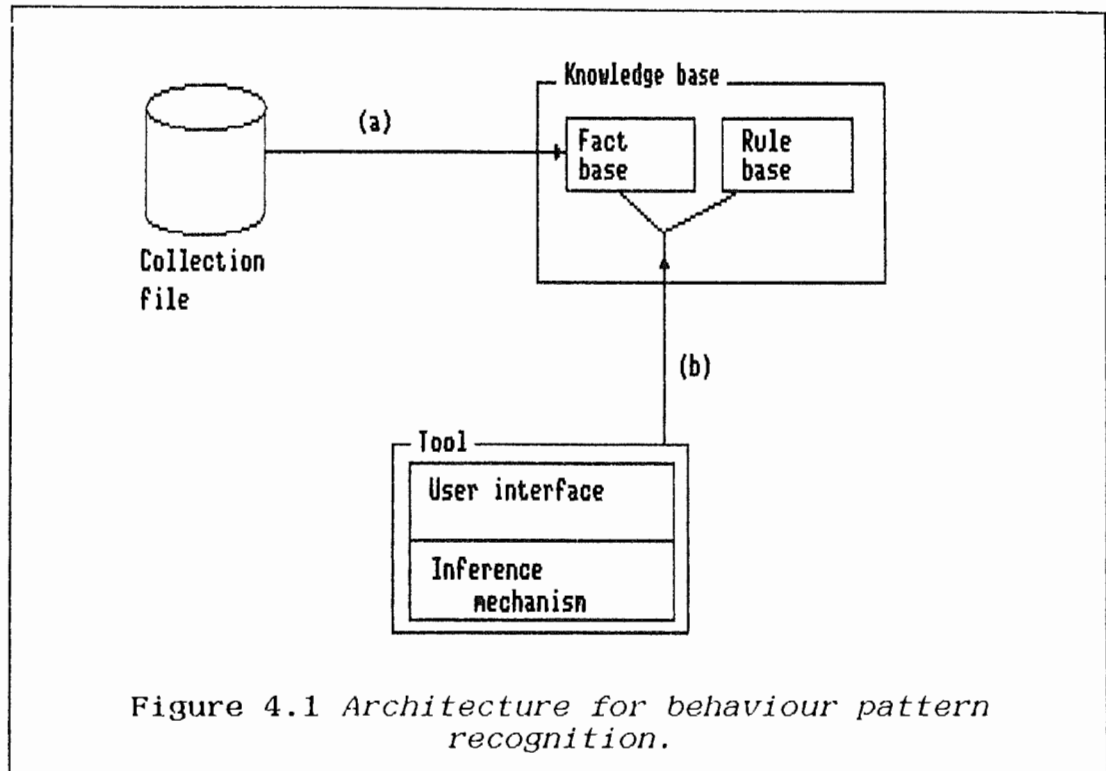 Knowledge base
(a)
Fact
base
Rule
base
Collection
file
(b)
Tool
User interface
Inference
mechanism
Figure 4.1 Architecture for behaviour pattern
recognition.